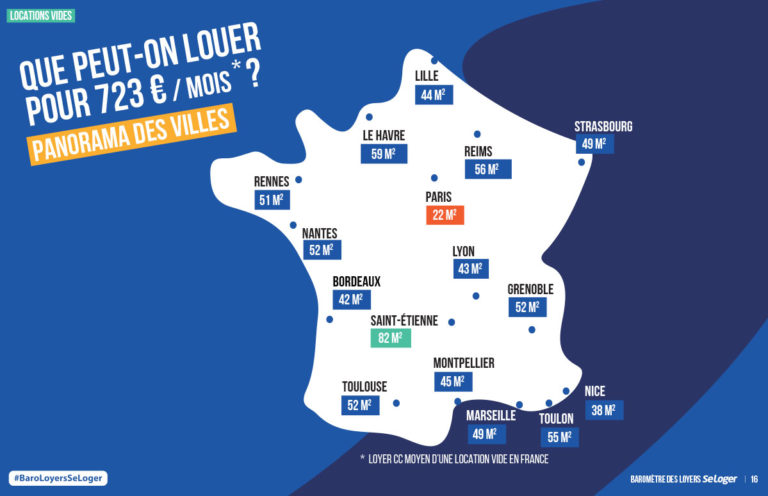 LOCATIONS VIDES
QUE PEUT-ON LOUER
POUR 723 € / MOIS* ?
PANORAMA DES VILLES
LILLE
44 M²
LE HAVRE
59 M²
REIMS
56 M²
STRASBOURG
49 M²
RENNES
51 M²
PARIS
22 M²
NANTES
52 M²
LYON
43 M²
BORDEAUX
42 M²
GRENOBLE
52 M²
SAINT-ÉTIENNE
82 M²
MONTPELLIER
45 M²
TOULOUSE
52 M²
MARSEILLE
49 M²
TOULON
55 M²
NICE
38 M²
* LOYER CC MOYEN D'UNE LOCATION VIDE EN FRANCE
#BaroLoyersSeLoger
BAROMÈTRE DES LOYERS SeLoger | 16